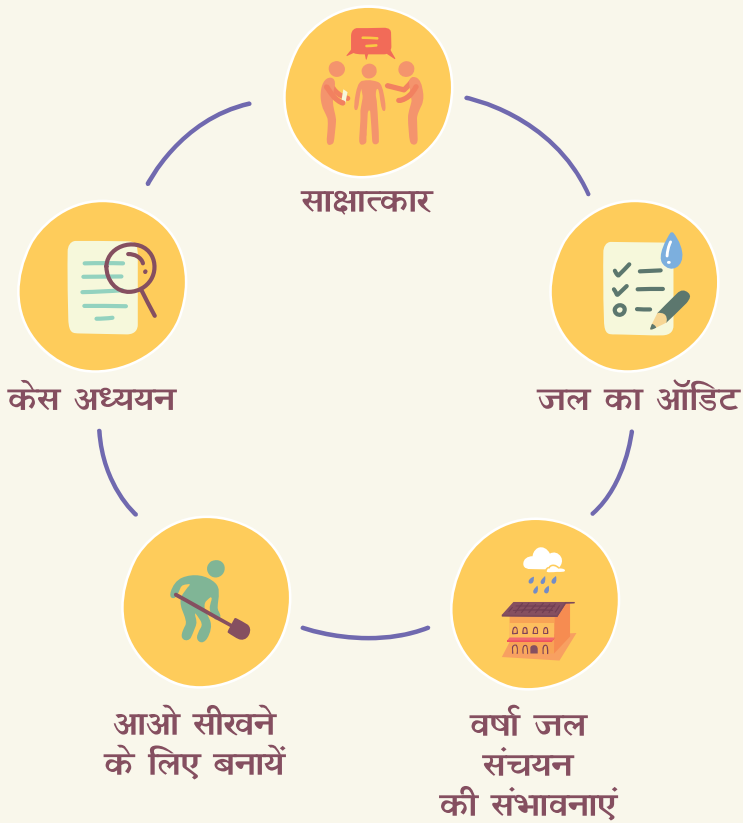 साक्षात्कार
केस अध्ययन
जल का ऑडिट
आओ सीखने
के लिए बनायें
वर्षा जल
संचयन
की संभावनाएं